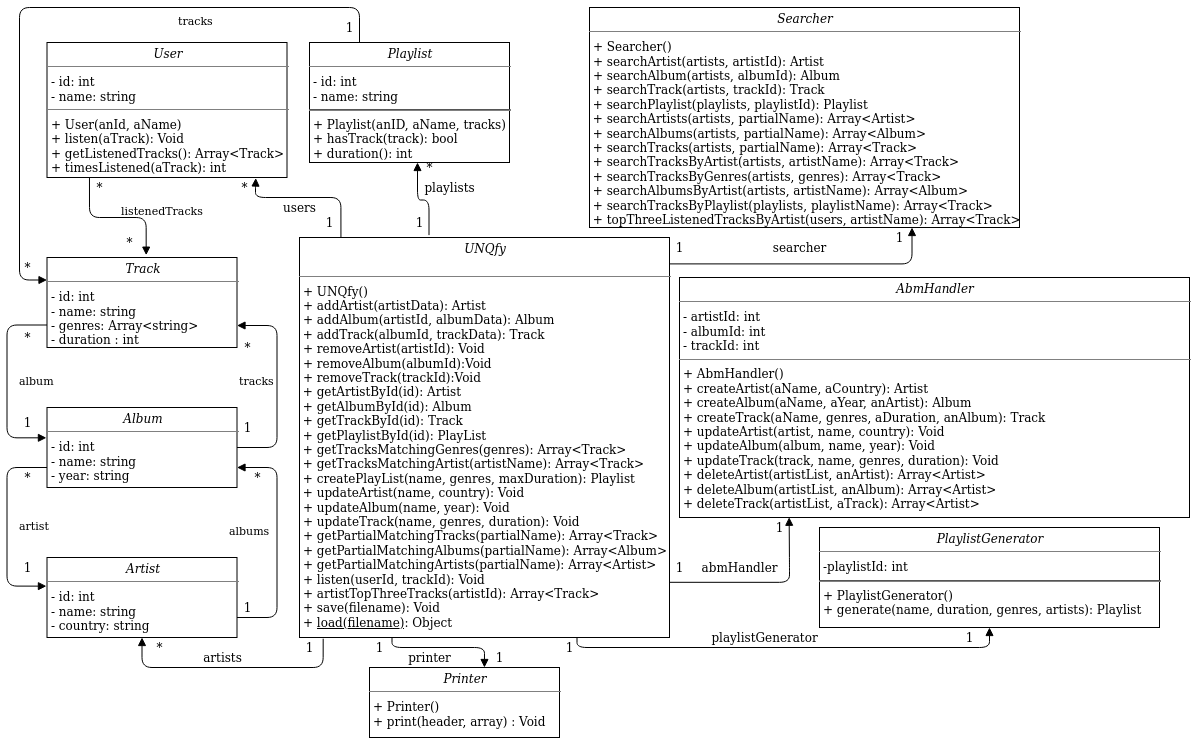 tracks
1
User
- id: int
- name: string
+ User(anId, aName)
+ listen(aTrack): Void
+ getListenedTracks(): Array<Track>
+ timesListened(aTrack): int
Playlist
- id: int
- name: string
+ Playlist(anID, aName, tracks)
+ hasTrack(track): bool
+ duration(): int
Searcher
+ Searcher()
+ searchArtist(artists, artistId): Artist
+ searchAlbum(artists, albumId): Album
+ searchTrack(artists, trackId): Track
+ searchPlaylist(playlists, playlistId): Playlist
+ searchArtists(artists, partialName): Array<Artist>
+ searchAlbums(artists, partialName): Array<Album>
+ searchTracks(artists, partialName): Array<Track>
+ searchTracksByArtist(artists, artistName): Array<Track>
+ searchTracksByGenres(artists, genres): Array<Track>
+ searchAlbumsByArtist(artists, artistName): Array<Album>
+ searchTracksByPlaylist(playlists, playlistName): Array<Track>
+ topThreeListenedTracksByArtist(users, artistName): Array<Track>
*
listenedTracks
*
*
users
1
*
playlists
1
1
searcher
1
*
Track
- id: int
- name: string
- genres: Array<string>
- duration : int
*
album
1
*
tracks
1
Album
- id: int
- name: string
- year: string
*
artist
1
*
albums
1
Artist
- id: int
- name: string
- country: string
*
artists
1
UNQfy
+ UNQfy()
+ addArtist(artistData): Artist
+ addAlbum(artistId, albumData): Album
+ addTrack(albumId, trackData): Track
+ removeArtist(artistId): Void
+ removeAlbum(albumId):Void
+ removeTrack(trackId):Void
+ getArtistById(id): Artist
+ getAlbumById(id): Album
+ getTrackById(id): Track
+ getPlaylistById(id): PlayList
+ getTracksMatchingGenres(genres): Array<Track>
+ getTracksMatchingArtist(artistName): Array<Track>
+ createPlayList(name, genres, maxDuration): Playlist
+ updateArtist(name, country): Void
+ updateAlbum(name, year): Void
+ updateTrack(name, genres, duration): Void
+ getPartialMatchingTracks(partialName): Array<Track>
+ getPartialMatchingAlbums(partialName): Array<Album>
+ getPartialMatchingArtists(partialName): Array<Artist>
+ listen(userId, trackId): Void
+ artistTopThreeTracks(artistId): Array<Track>
+ save(filename): Void
+ load(filename): Object
AbmHandler
- artistId: int
- albumId: int
- trackId: int
+ AbmHandler()
+ createArtist(aName, aCountry): Artist
+ createAlbum(aName, aYear, anArtist): Album
+ createTrack(aName, genres, aDuration, anAlbum): Track
+ updateArtist(artist, name, country): Void
+ updateAlbum(album, name, year): Void
+ updateTrack(track, name, genres, duration): Void
+ deleteArtist(artistList, anArtist): Array<Artist>
+ deleteAlbum(artistList, anAlbum): Array<Artist>
+ deleteTrack(artistList, aTrack): Array<Artist>
1
abmHandler
1
PlaylistGenerator
-playlistId: int
+ PlaylistGenerator()
+ generate(name, duration, genres, artists): Playlist
1
playlistGenerator
1
1
printer
1
Printer
+ Printer()
+ print(header, array) : Void